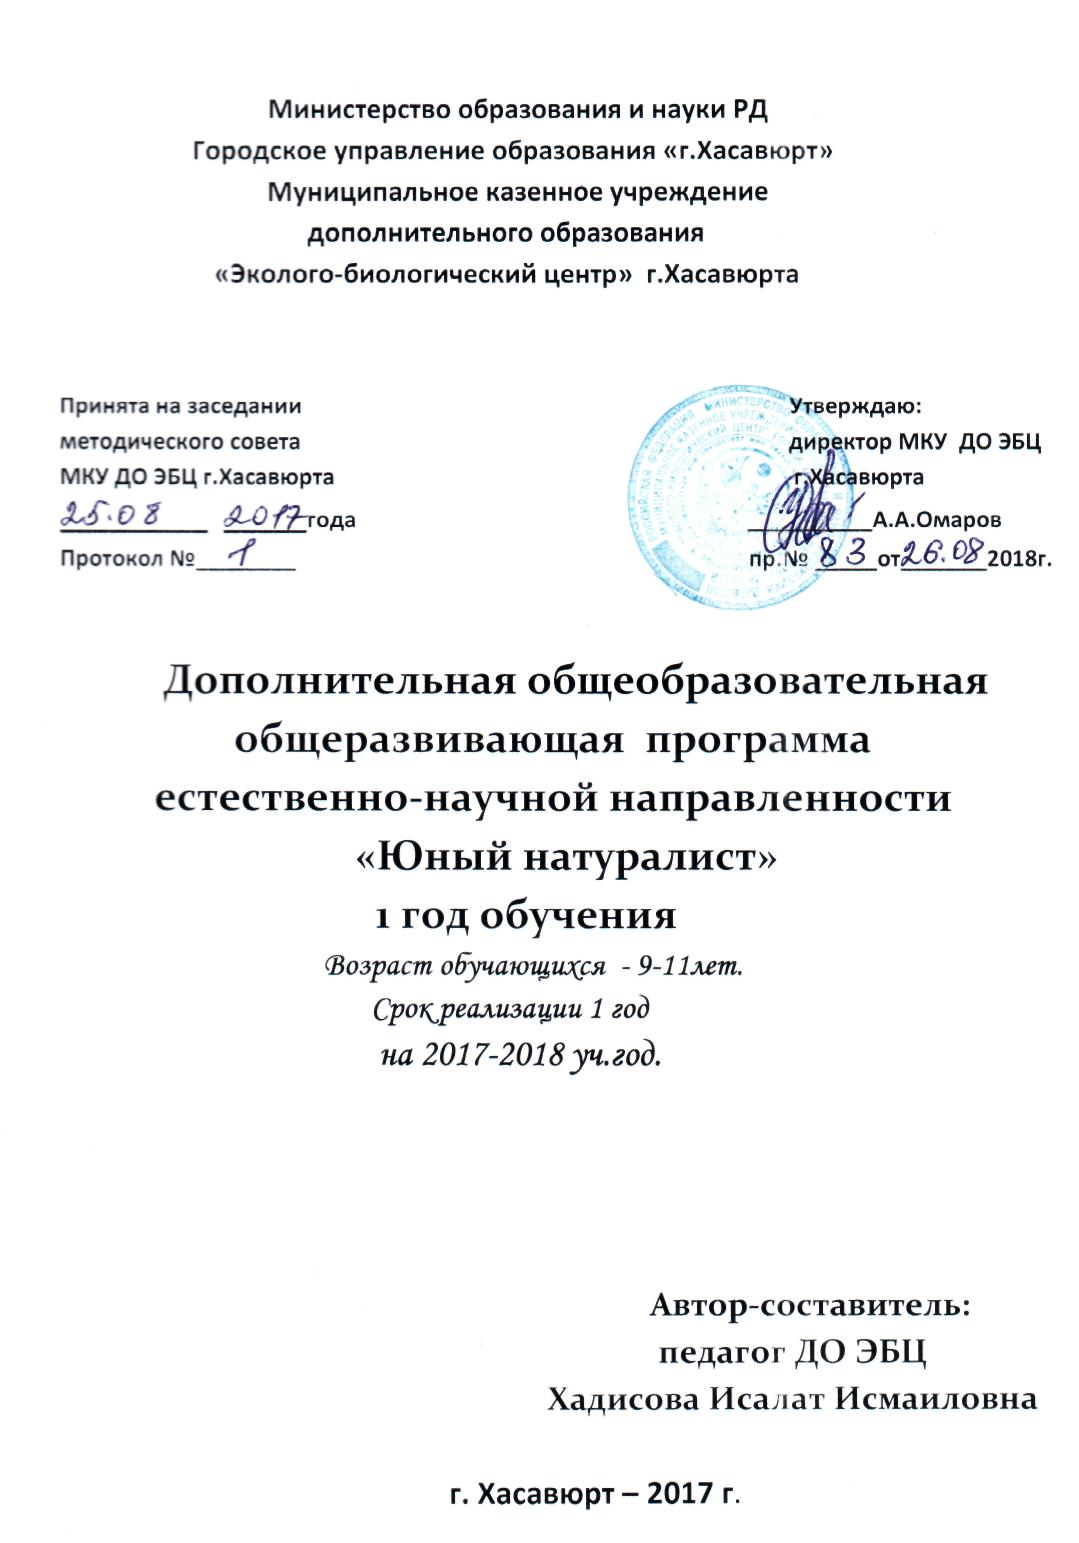 Министерство образования и науки РД
Городское управление образования «г.Хасавюрт»
Муниципальное казенное учреждение
дополнительного образования
«Эколого-биологический центр» г.Хасавюрта
Принята на заседании
методического совета
МКУ ДО ЭБЦ г.Хасавюрта
25.08 2017года
Протокол № 1
Утверждаю:
директор МКУ ДО ЭБЦ
г.Хасавюрта
А.А.Омаров
пр.№ 83 от 26.08 2018г.
Дополнительная общеобразовательная
общеразвивающая программа
естественно-научной направленности
«Юный натуралист»
1 год обучения
Возраст обучающихся - 9-11лет.
Срок реализации 1 год
на 2017-2018 уч.год.
Автор-составитель:
педагог ДО ЭБЦ
Хадисова Исалат Исмаиловна
г. Хасавюрт – 2017 г.